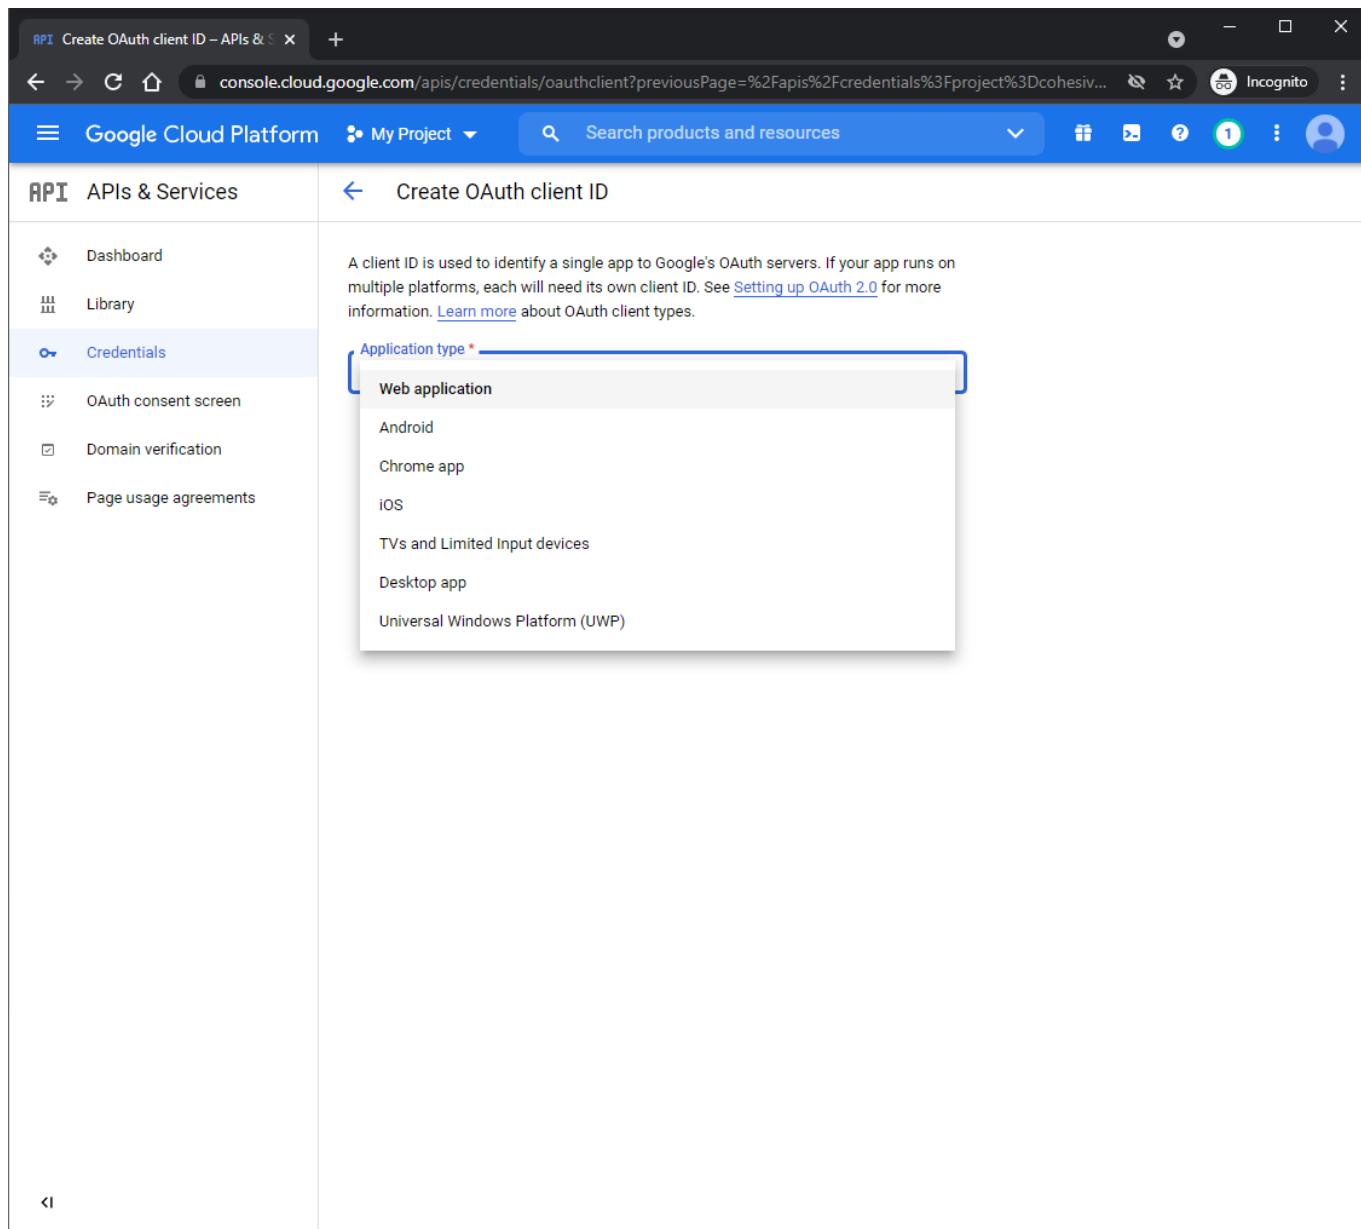 API Create OAuth client ID – APIs & S
console.cloud.google.com/apis/credentials/oauthclient?previousPage=%2Fapis%2Fcredentials%3Fproject%3Dcohesiv... Incognito
Google Cloud Platform My Project Search products and resources 1
API APIs & Services
Create OAuth client ID
Dashboard
Library
Credentials
OAuth consent screen
Domain verification
Page usage agreements
A client ID is used to identify a single app to Google's OAuth servers. If your app runs on
multiple platforms, each will need its own client ID. See Setting up OAuth 2.0 for more
information. Learn more about OAuth client types.
Application type *
Web application
Android
Chrome app
iOS
TVs and Limited Input devices
Desktop app
Universal Windows Platform (UWP)